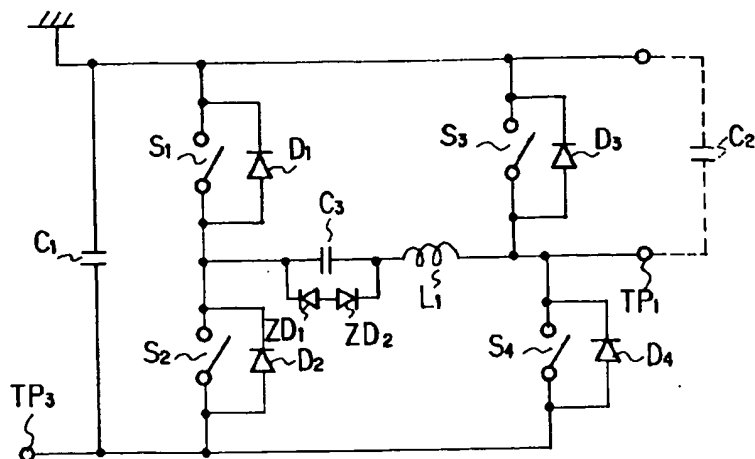 S₁
D₁
S₃
D₃
C₂
C₁
C₃
L₁
TP₁
ZD₁
ZD₂
S₂
D₂
S₄
D₄
TP₃